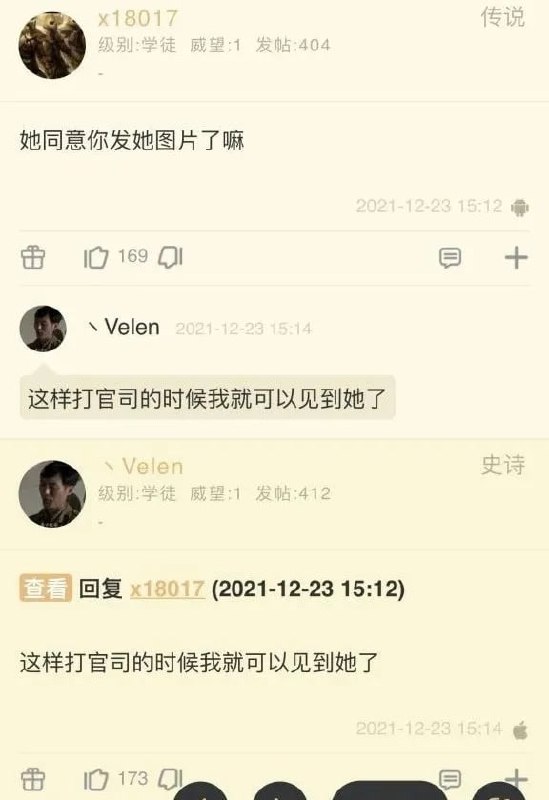 x18017
传说
级别:学徒 威望:1 发帖:404
-
她同意你发她图片了嘛
2021-12-23 15:12
169
丶Velen 2021-12-23 15:14
这样打官司的时候我就可以见到她了
丶Velen
史诗
级别:学徒 威望:1 发帖:412
-
查看 回复 x18017 (2021-12-23 15:12)
这样打官司的时候我就可以见到她了
2021-12-23 15:14
173